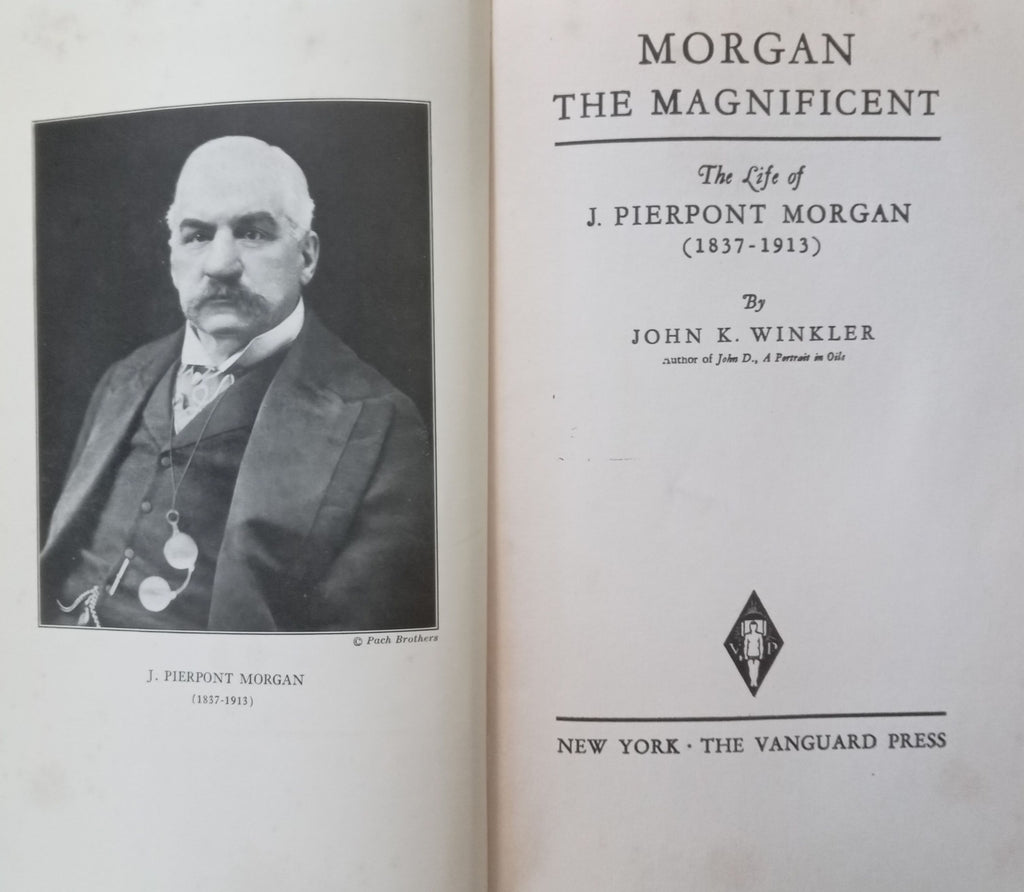 © Pach Brothers
J. PIERPONT MORGAN
(1837-1913)
MORGAN
THE MAGNIFICENT
The Life of
J. PIERPONT MORGAN
(1837-1913)
By
JOHN K. WINKLER
Author of John D., A Portrait in Oils
V P
NEW YORK · THE VANGUARD PRESS